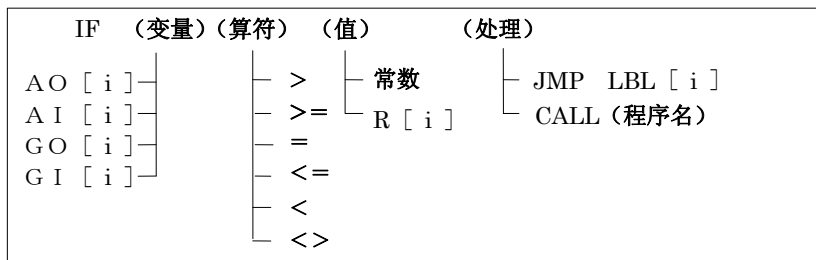 IF （变量）（算符） （值） （处理）
AO［i］ > 常数 JMP LBL［i］
AI［i］ >= R［i］ CALL（程序名）
GO［i］ =
GI［i］ <=
<
<>